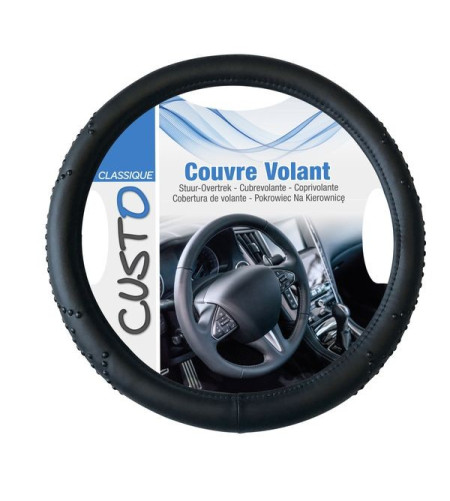 CLASSIQUE
CUSTO
Couvre Volant
Stuur-Overtrek - Cubrevolante - Coprivolante
Cobertura de volante - Pokrowiec Na Kierownicę